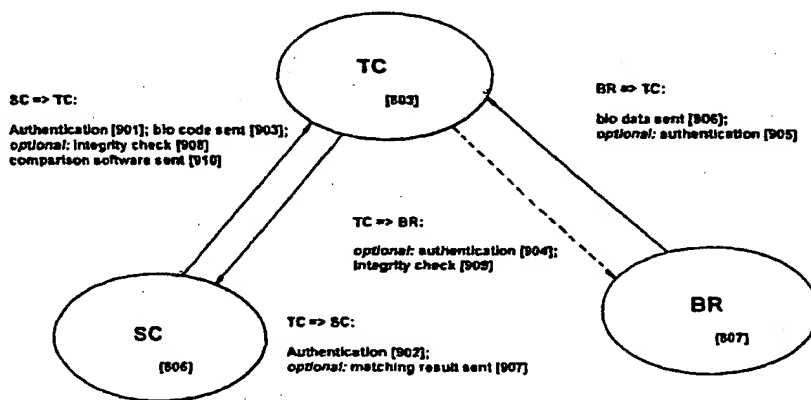 TC
[803]
SC => TC:
Authentication [901]; bio code sent [903];
optional: integrity check [908]
comparison software sent [910]
BR => TC:
bio data sent [906];
optional: authentication [905]
TC => BR:
optional: authentication [904];
integrity check [909]
SC
[806]
TC => SC:
Authentication [902];
optional: matching result sent [907]
BR
[807]